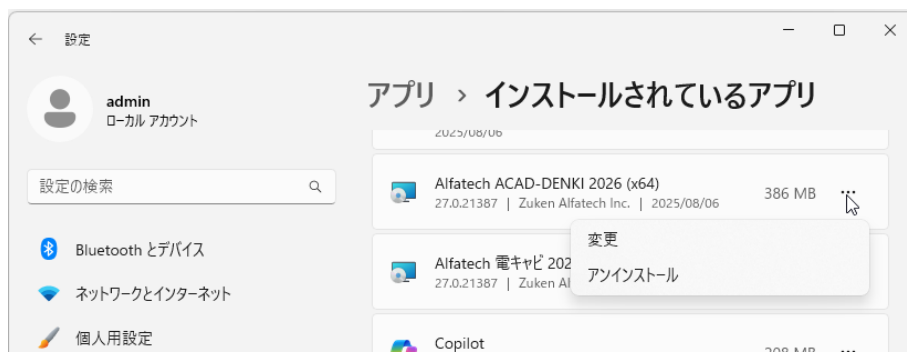 設定
admin
ローカル アカウント
設定の検索
Bluetooth とデバイス
ネットワークとインターネット
個人用設定
アプリ › インストールされているアプリ
2025/08/06
Alfatech ACAD-DENKI 2026 (x64)
27.0.21387 | Zuken Alfatech Inc. | 2025/08/06
386 MB
変更
アンインストール
Alfatech 電キャビ 202
27.0.21387 | Zuken Al
Copilot
208 MB